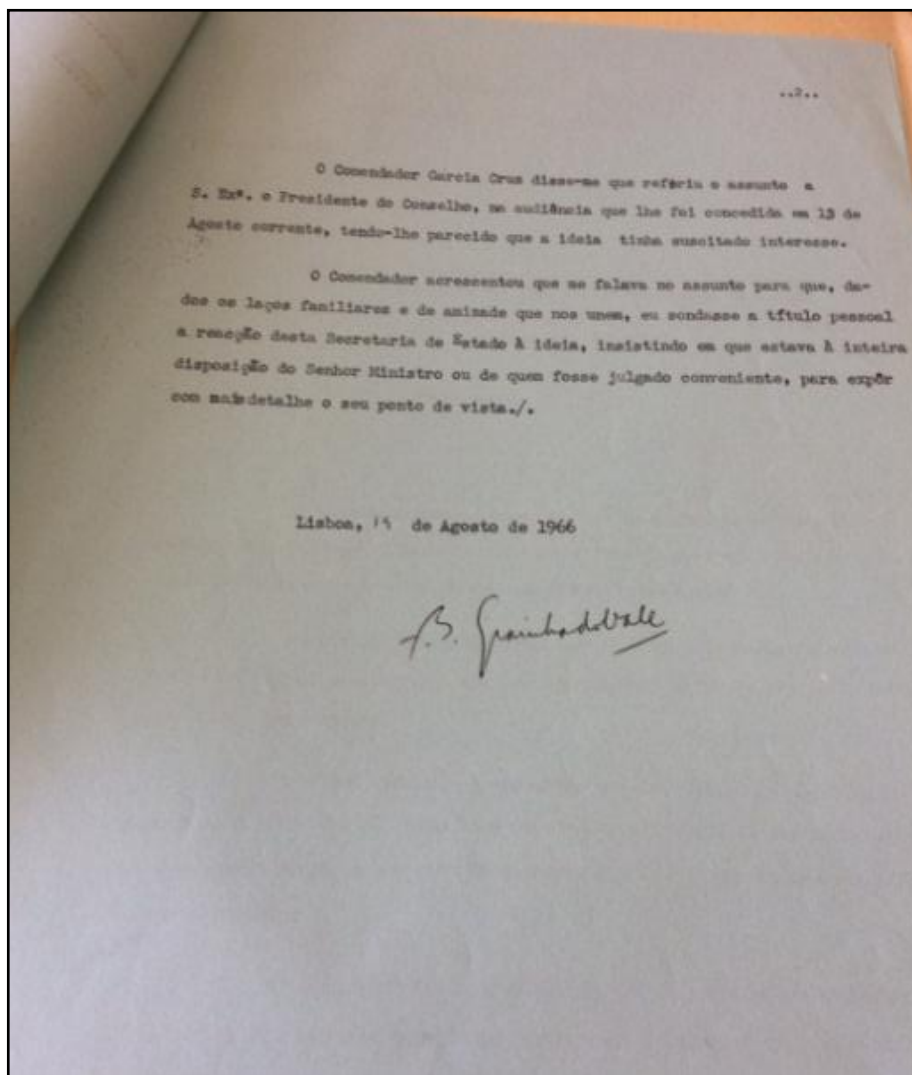 ..2..
O Comendador Garcia Cruz disse-me que referiu o assunto a
S. Exª. o Presidente do Conselho, na audiência que lhe foi concedida em 13 de
Agosto corrente, tendo-lhe parecido que a ideia tinha suscitado interesse.
O Comendador acrescentou que me falava no assunto para que, da-
dos os laços familiares e de amizade que nos unem, eu sondasse a título pessoal
a reacção desta Secretaria de Estado à ideia, insistindo em que estava à inteira
disposição do Senhor Ministro ou de quem fosse julgado conveniente, para expôr
com mais detalhe o seu ponto de vista./.
Lisboa, de Agosto de 1966